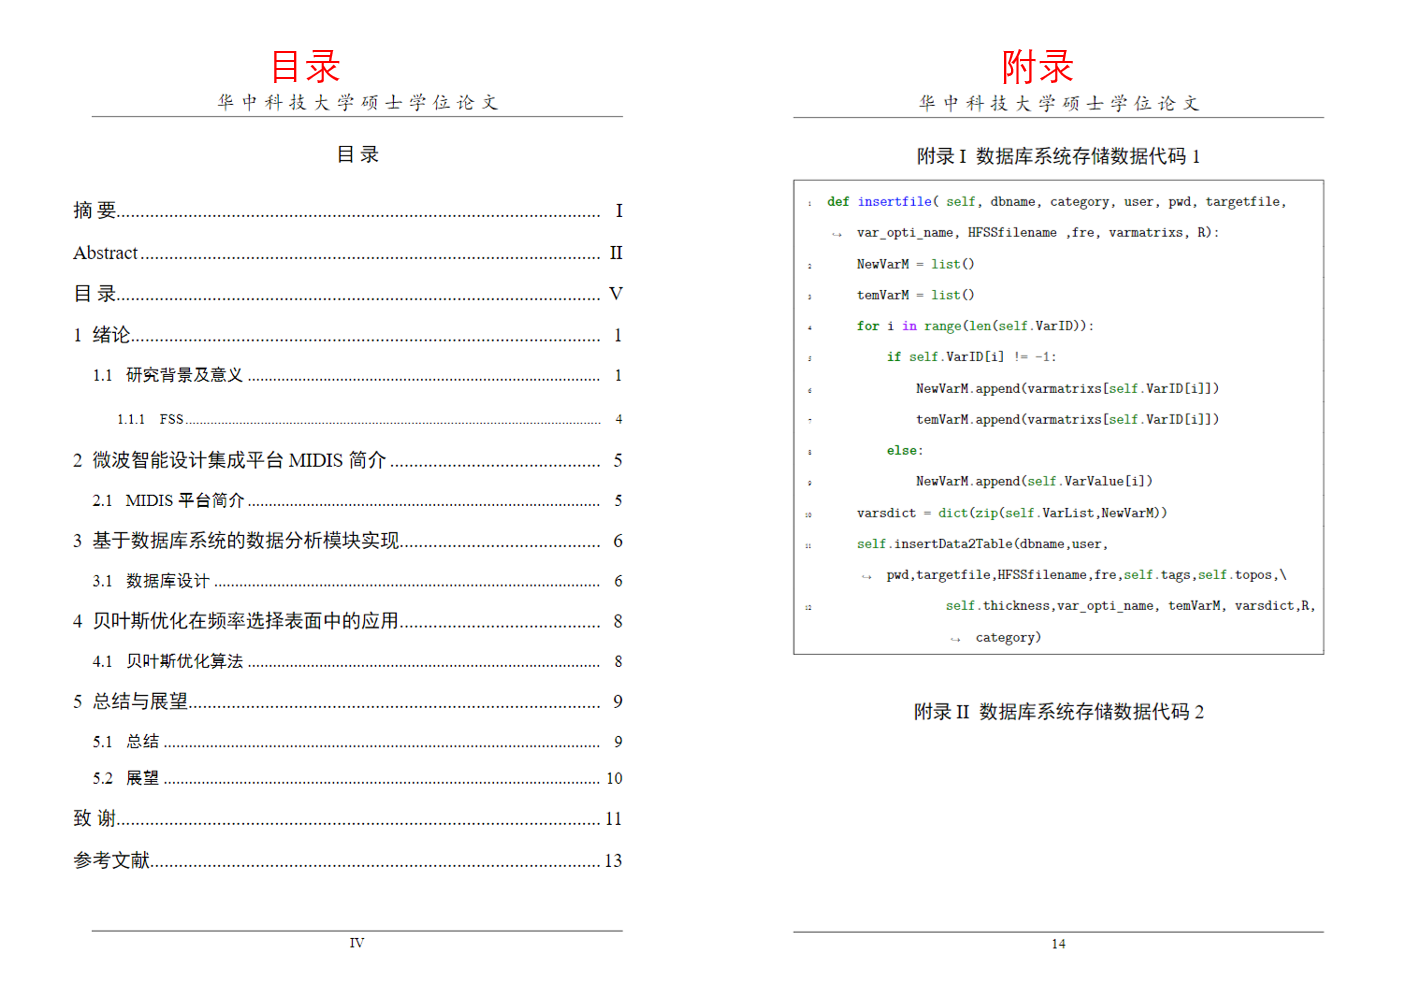 目录
华中科技大学硕士学位论文
目 录
摘 要 I
Abstract II
目 录 V
1 绪论 1
1.1 研究背景及意义 1
1.1.1 FSS 4
2 微波智能设计集成平台 MIDIS 简介 5
2.1 MIDIS 平台简介 5
3 基于数据库系统的数据分析模块实现 6
3.1 数据库设计 6
4 贝叶斯优化在频率选择表面中的应用 8
4.1 贝叶斯优化算法 8
5 总结与展望 9
5.1 总结 9
5.2 展望 10
致 谢 11
参考文献 13
IV
附录
华中科技大学硕士学位论文
附录 I 数据库系统存储数据代码 1
1 def insertfile( self, dbname, category, user, pwd, targetfile,
↪ var_opti_name, HFSSfilename ,fre, varmatrixs, R):
2 NewVarM = list()
3 temVarM = list()
4 for i in range(len(self.VarID)):
5 if self.VarID[i] != -1:
6 NewVarM.append(varmatrixs[self.VarID[i]])
7 temVarM.append(varmatrixs[self.VarID[i]])
8 else:
9 NewVarM.append(self.VarValue[i])
10 varsdict = dict(zip(self.VarList,NewVarM))
11 self.insertData2Table(dbname,user,
↪ pwd,targetfile,HFSSfilename,fre,self.tags,self.topos,\
12 self.thickness,var_opti_name, temVarM, varsdict,R,
↪ category)
附录 II 数据库系统存储数据代码 2
14